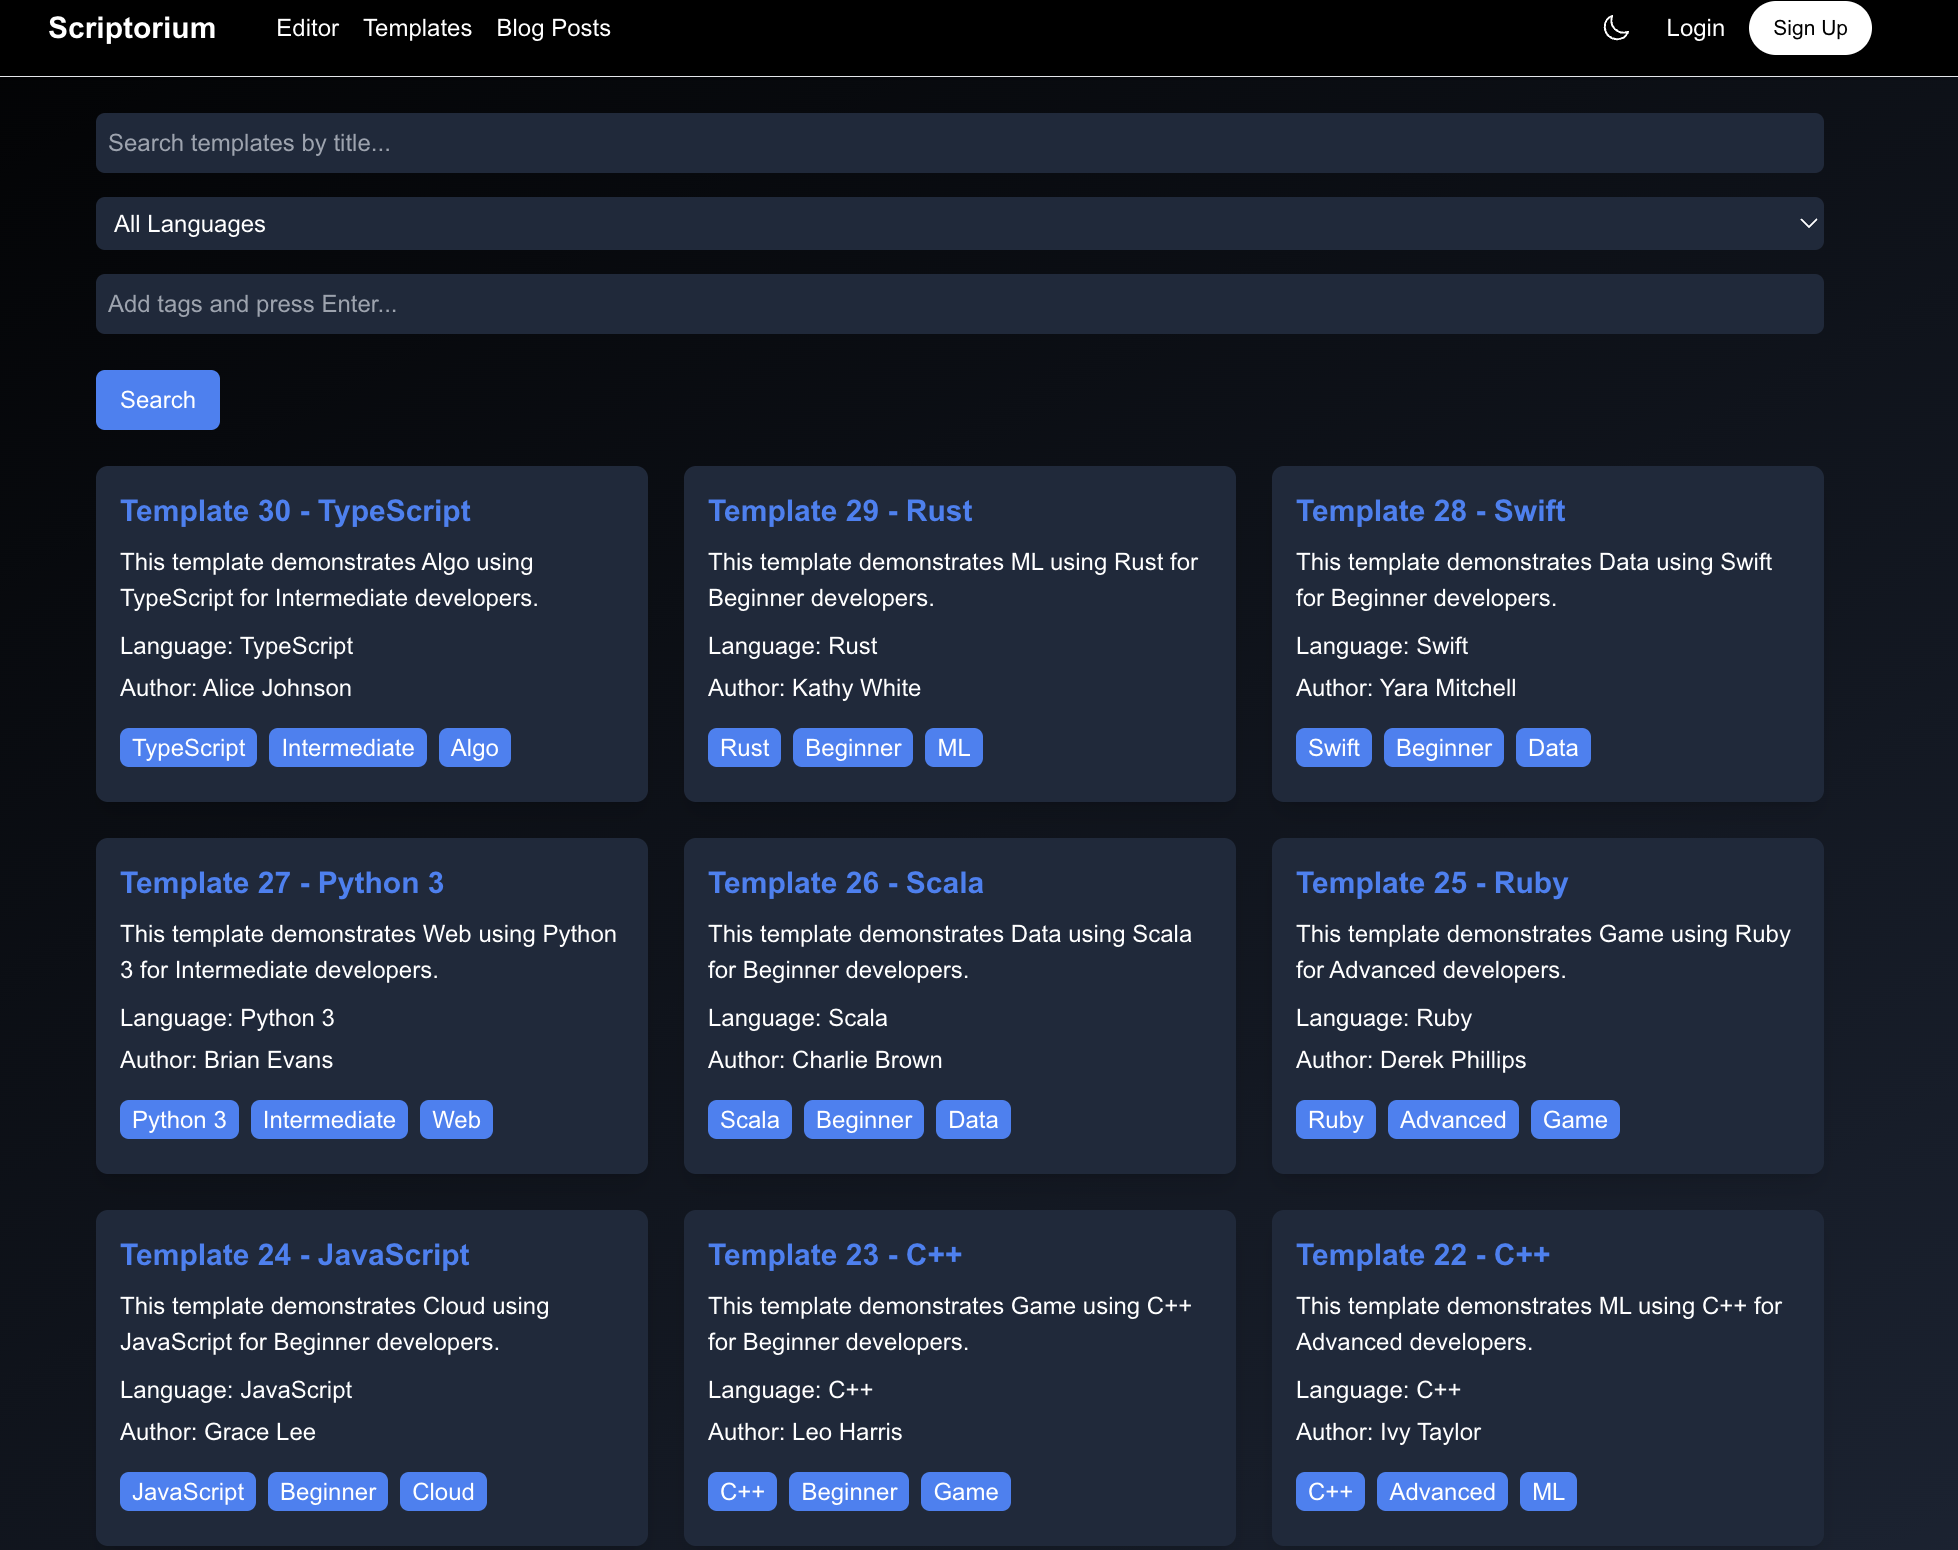 Scriptorium Editor Templates Blog Posts Login Sign Up
Search templates by title...
All Languages
Add tags and press Enter...
Search
Template 30 - TypeScript
This template demonstrates Algo using
TypeScript for Intermediate developers.
Language: TypeScript
Author: Alice Johnson
TypeScript Intermediate Algo
Template 29 - Rust
This template demonstrates ML using Rust for
Beginner developers.
Language: Rust
Author: Kathy White
Rust Beginner ML
Template 28 - Swift
This template demonstrates Data using Swift
for Beginner developers.
Language: Swift
Author: Yara Mitchell
Swift Beginner Data
Template 27 - Python 3
This template demonstrates Web using Python
3 for Intermediate developers.
Language: Python 3
Author: Brian Evans
Python 3 Intermediate Web
Template 26 - Scala
This template demonstrates Data using Scala
for Beginner developers.
Language: Scala
Author: Charlie Brown
Scala Beginner Data
Template 25 - Ruby
This template demonstrates Game using Ruby
for Advanced developers.
Language: Ruby
Author: Derek Phillips
Ruby Advanced Game
Template 24 - JavaScript
This template demonstrates Cloud using
JavaScript for Beginner developers.
Language: JavaScript
Author: Grace Lee
JavaScript Beginner Cloud
Template 23 - C++
This template demonstrates Game using C++
for Beginner developers.
Language: C++
Author: Leo Harris
C++ Beginner Game
Template 22 - C++
This template demonstrates ML using C++ for
Advanced developers.
Language: C++
Author: Ivy Taylor
C++ Advanced ML